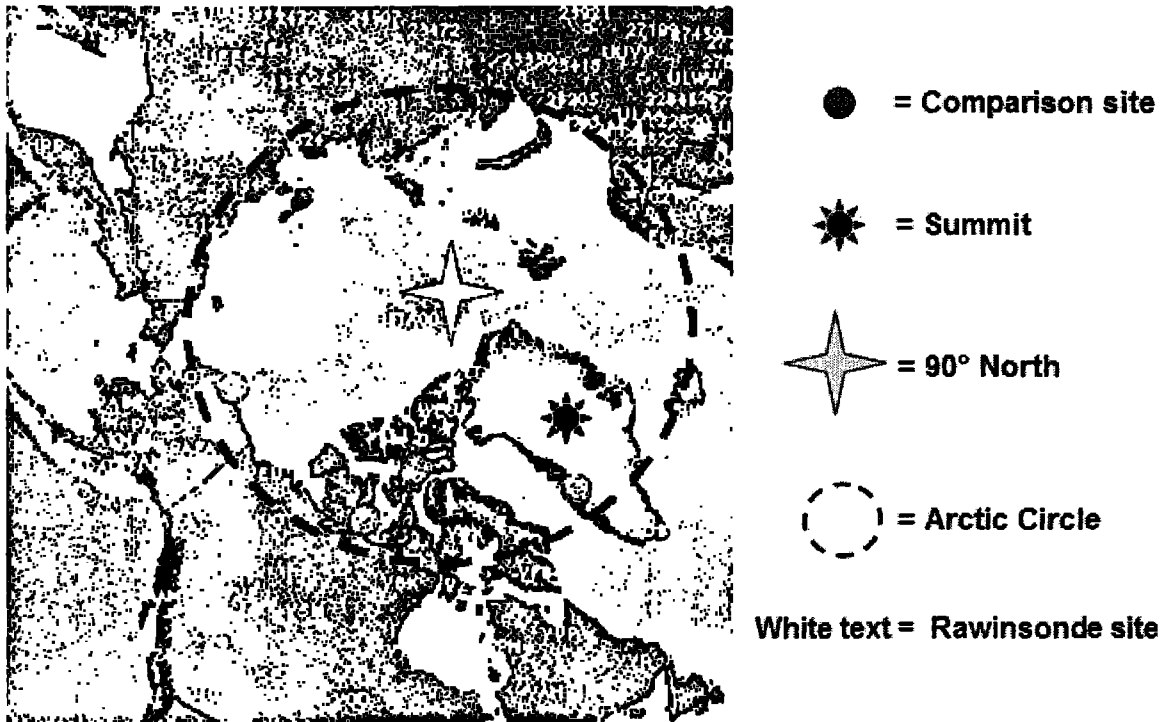 = Comparison site
= Summit
= 90° North
= Arctic Circle
White text = Rawinsonde site